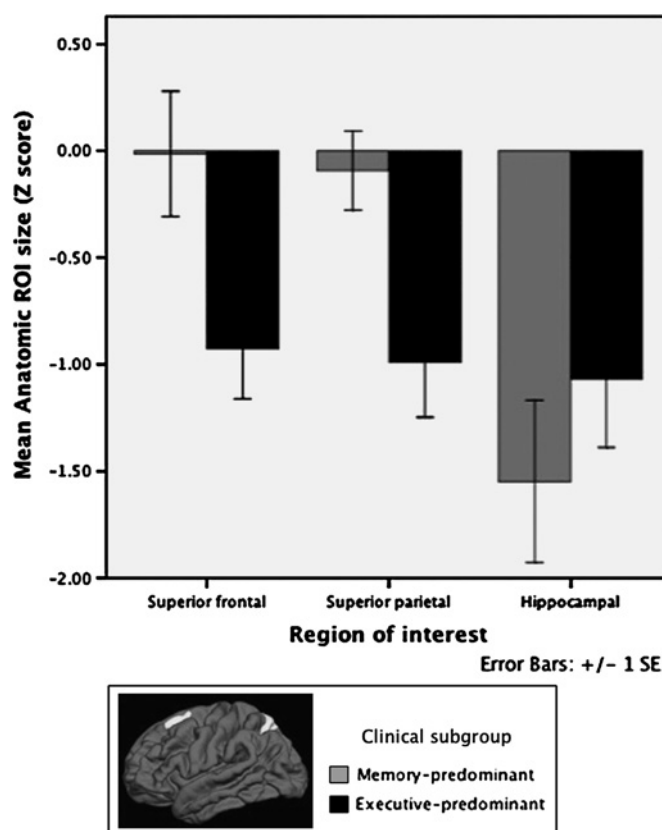 Mean Anatomic ROI size (Z score)
0.50
0.00
-0.50
-1.00
-1.50
-2.00
Superior frontal Superior parietal Hippocampal
Region of interest
Error Bars: +/- 1 SE
Clinical subgroup
Memory-predominant
Executive-predominant